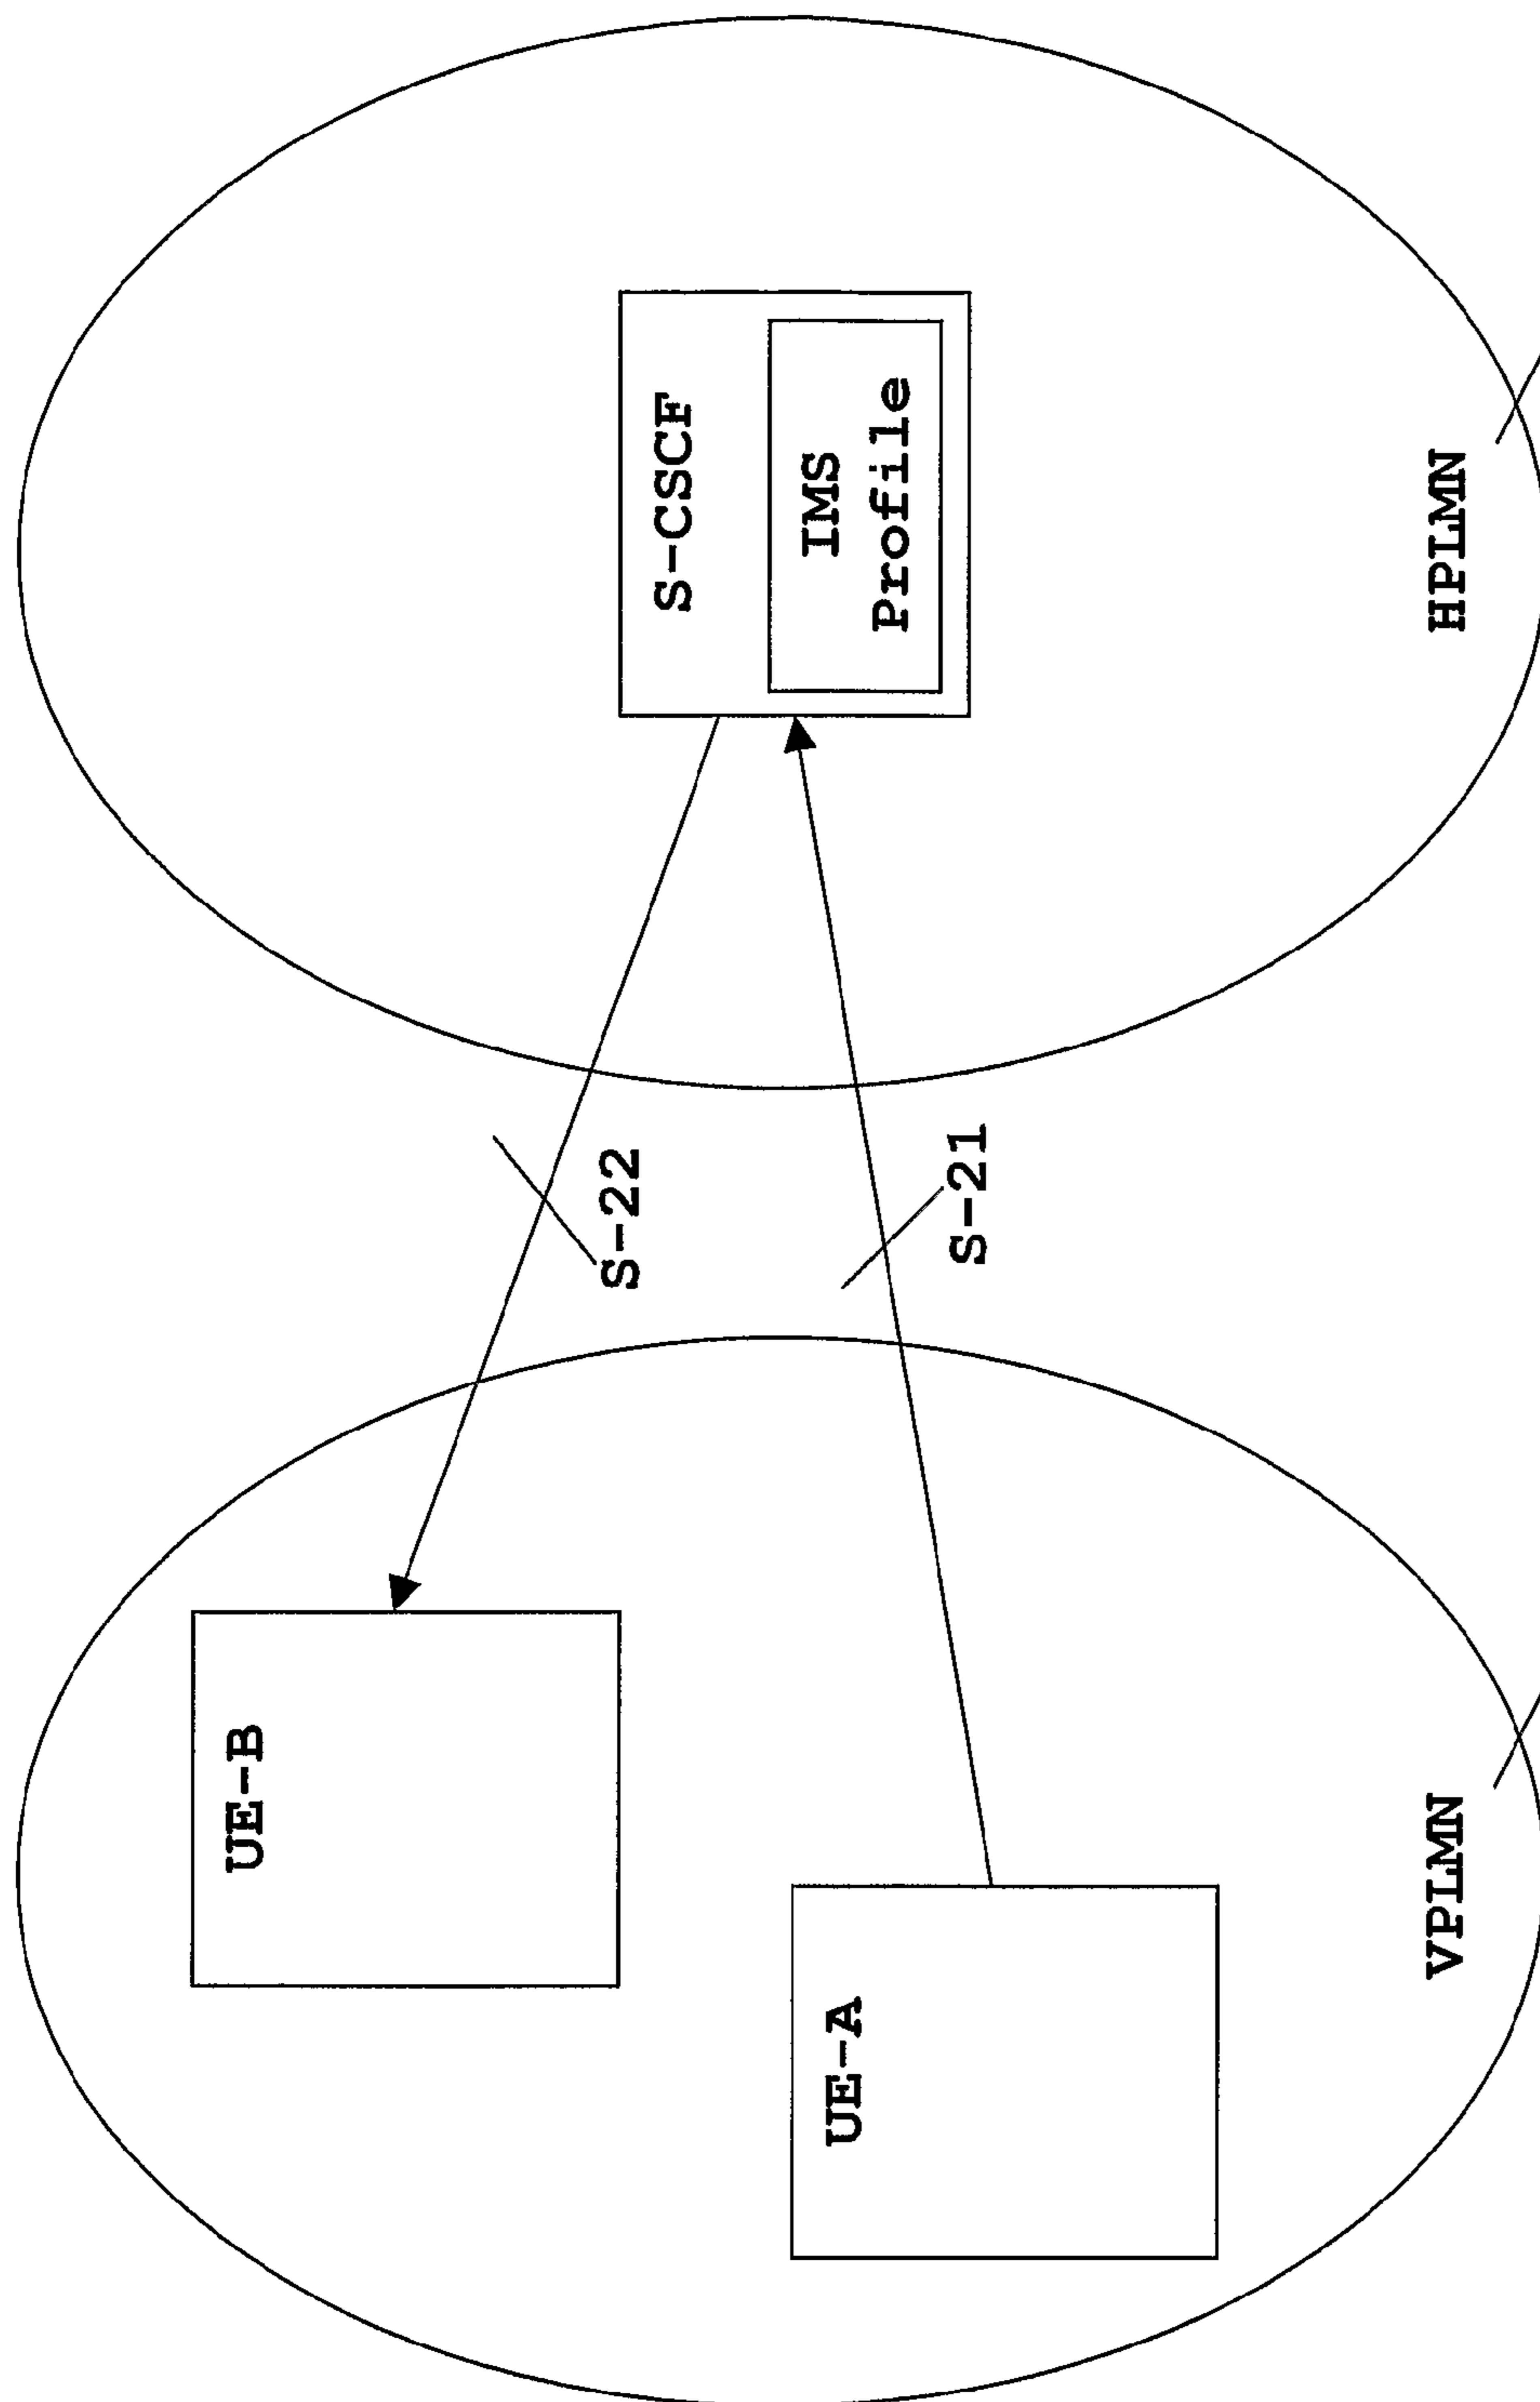 UE-B
UE-A
VPLMN
S-22
S-21
S-CSCF
IMS
Profile
HPLMN